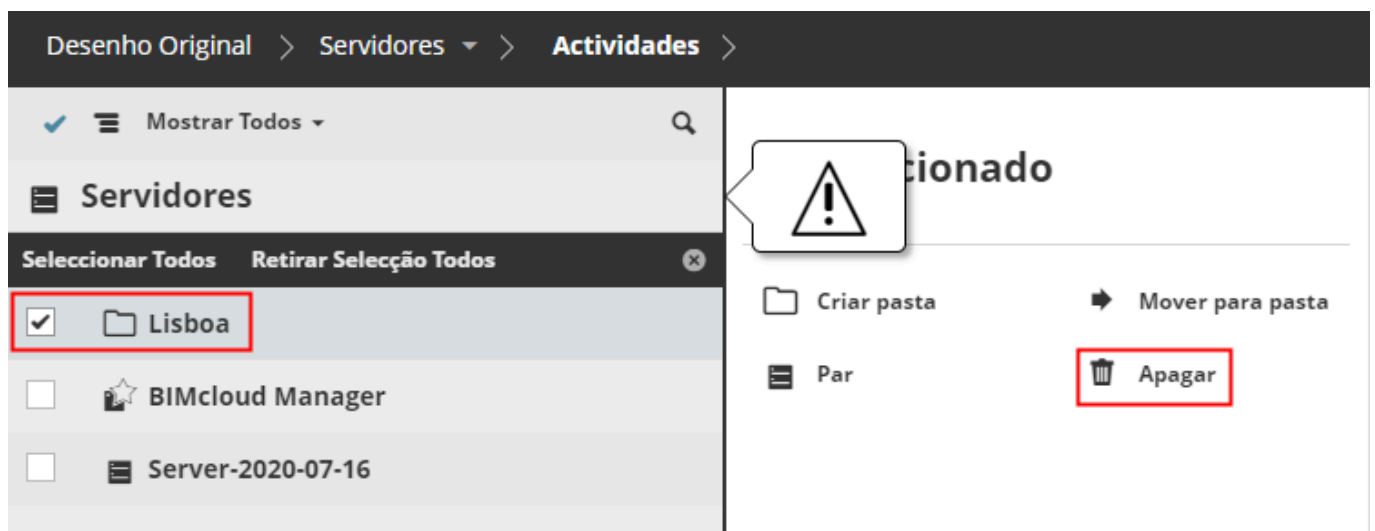 Desenho Original > Servidores > Actividades >
Mostrar Todos
Servidores
Seleccionar Todos Retirar Selecção Todos
Lisboa
BIMcloud Manager
Server-2020-07-16
Criar pasta Mover para pasta
Par Apagar